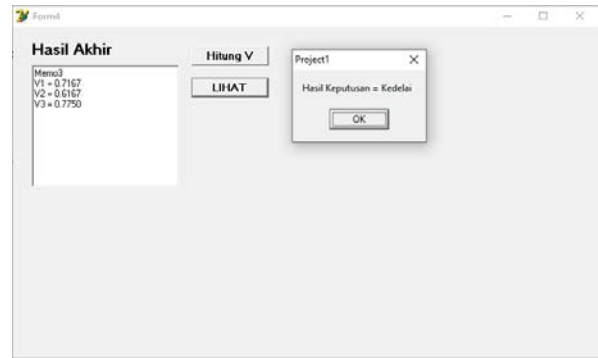 Form4
Hasil Akhir
Hitung V
LIHAT
Memo3
V1 = 0.7167
V2 = 0.6167
V3 = 0.7750
Project1
Hasil Keputusan = Kedelai
OK